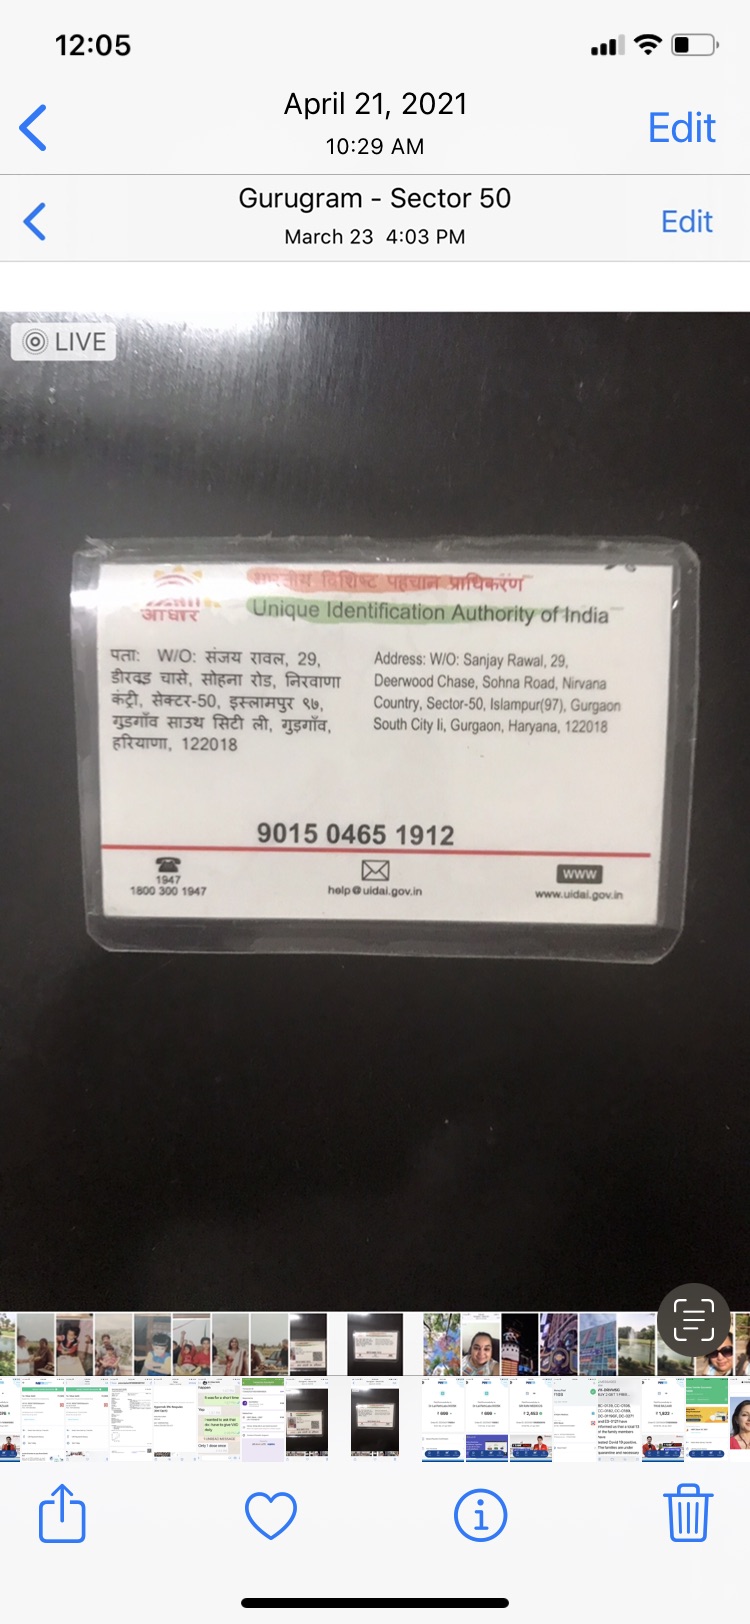 12:05
April 21, 2021
10:29 AM
Edit
Gurugram - Sector 50
March 23  4:03 PM
Edit
LIVE
आधार
भारतीय विशिष्ट पहचान प्राधिकरण
Unique Identification Authority of India
पता: W/O: संजय रावल, 29,
डीरवुड चासे, सोहना रोड, निरवाणा
कंट्री, सेक्टर-50, इस्लामपुर ९७,
गुडगाँव साउथ सिटी ली, गुडगाँव,
हरियाणा, 122018
Address: W/O: Sanjay Rawal, 29,
Deerwood Chase, Sohna Road, Nirvana
Country, Sector-50, Islampur(97), Gurgaon
South City Ii, Gurgaon, Haryana, 122018
9015 0465 1912
1947
1800 300 1947
help@uidai.gov.in
www
www.uidai.gov.in